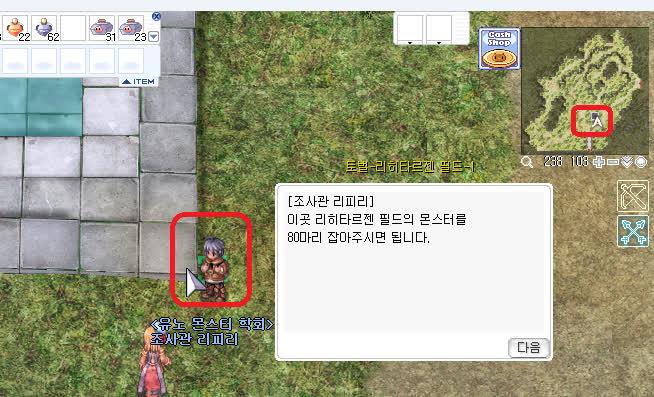 22
62
31
23
ITEM
Cash
Shop
A
238 103
토벌-리히타르젠 필드-1
[조사관 리피리]
이곳 리히타르젠 필드의 몬스터를
80마리 잡아주시면 됩니다.
다음
<유노 몬스터 학회>
조사관 리피리